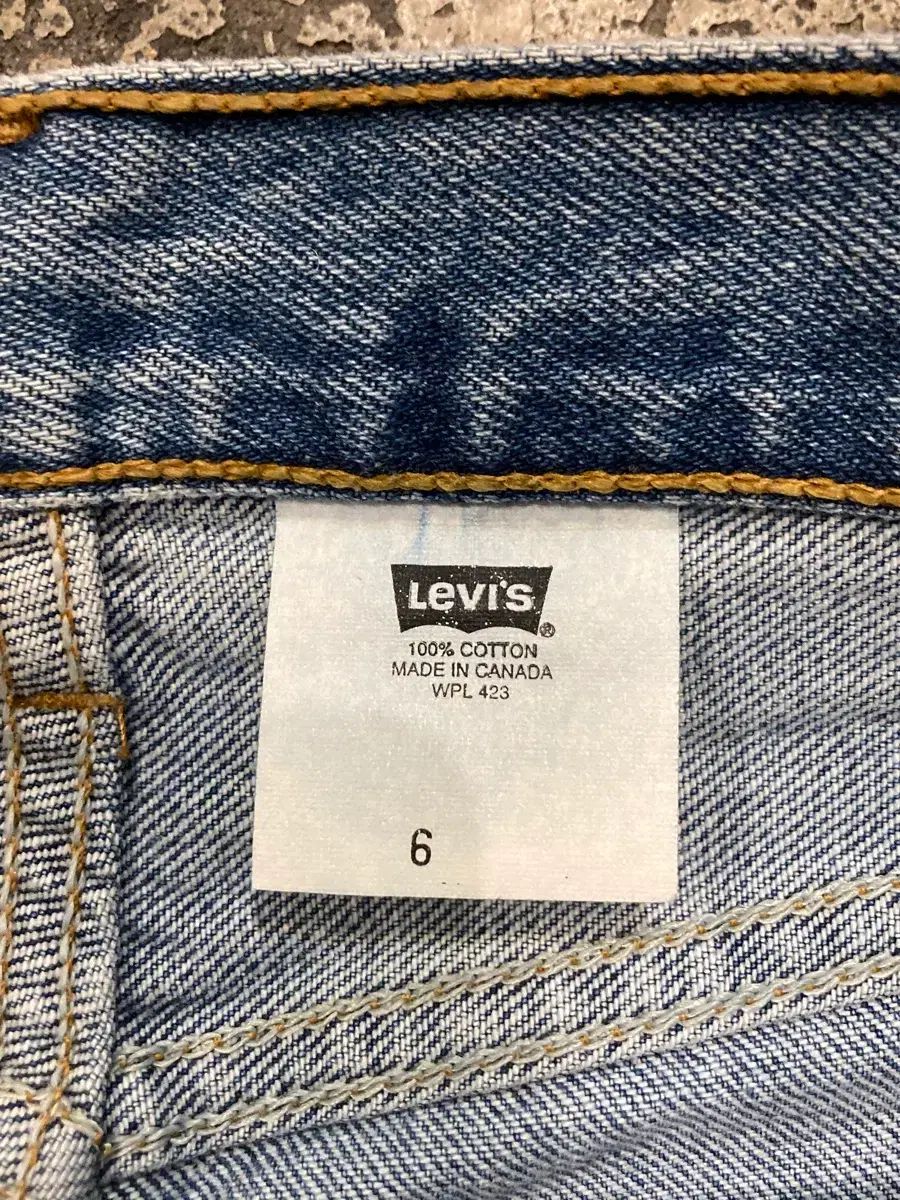 LEVI'S ®
100% COTTON
MADE IN CANADA
WPL 423
6